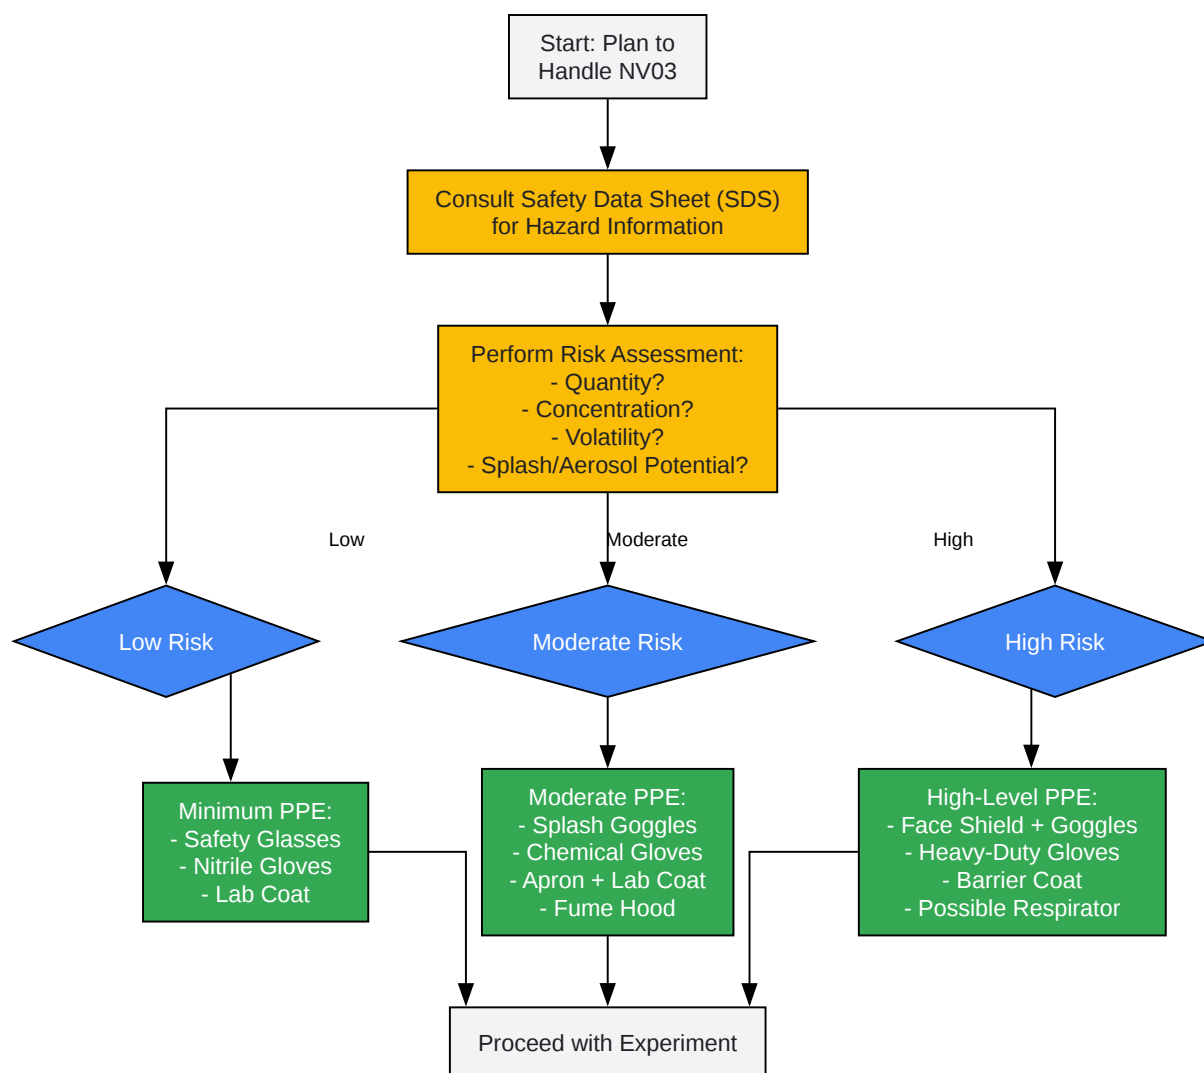 Start: Plan to
Handle NV03
Consult Safety Data Sheet (SDS)
for Hazard Information
Perform Risk Assessment:
- Quantity?
- Concentration?
- Volatility?
- Splash/Aerosol Potential?
Low
Moderate
High
Low Risk
Moderate Risk
High Risk
Minimum PPE:
- Safety Glasses
- Nitrile Gloves
- Lab Coat
Moderate PPE:
- Splash Goggles
- Chemical Gloves
- Apron + Lab Coat
- Fume Hood
High-Level PPE:
- Face Shield + Goggles
- Heavy-Duty Gloves
- Barrier Coat
- Possible Respirator
Proceed with Experiment